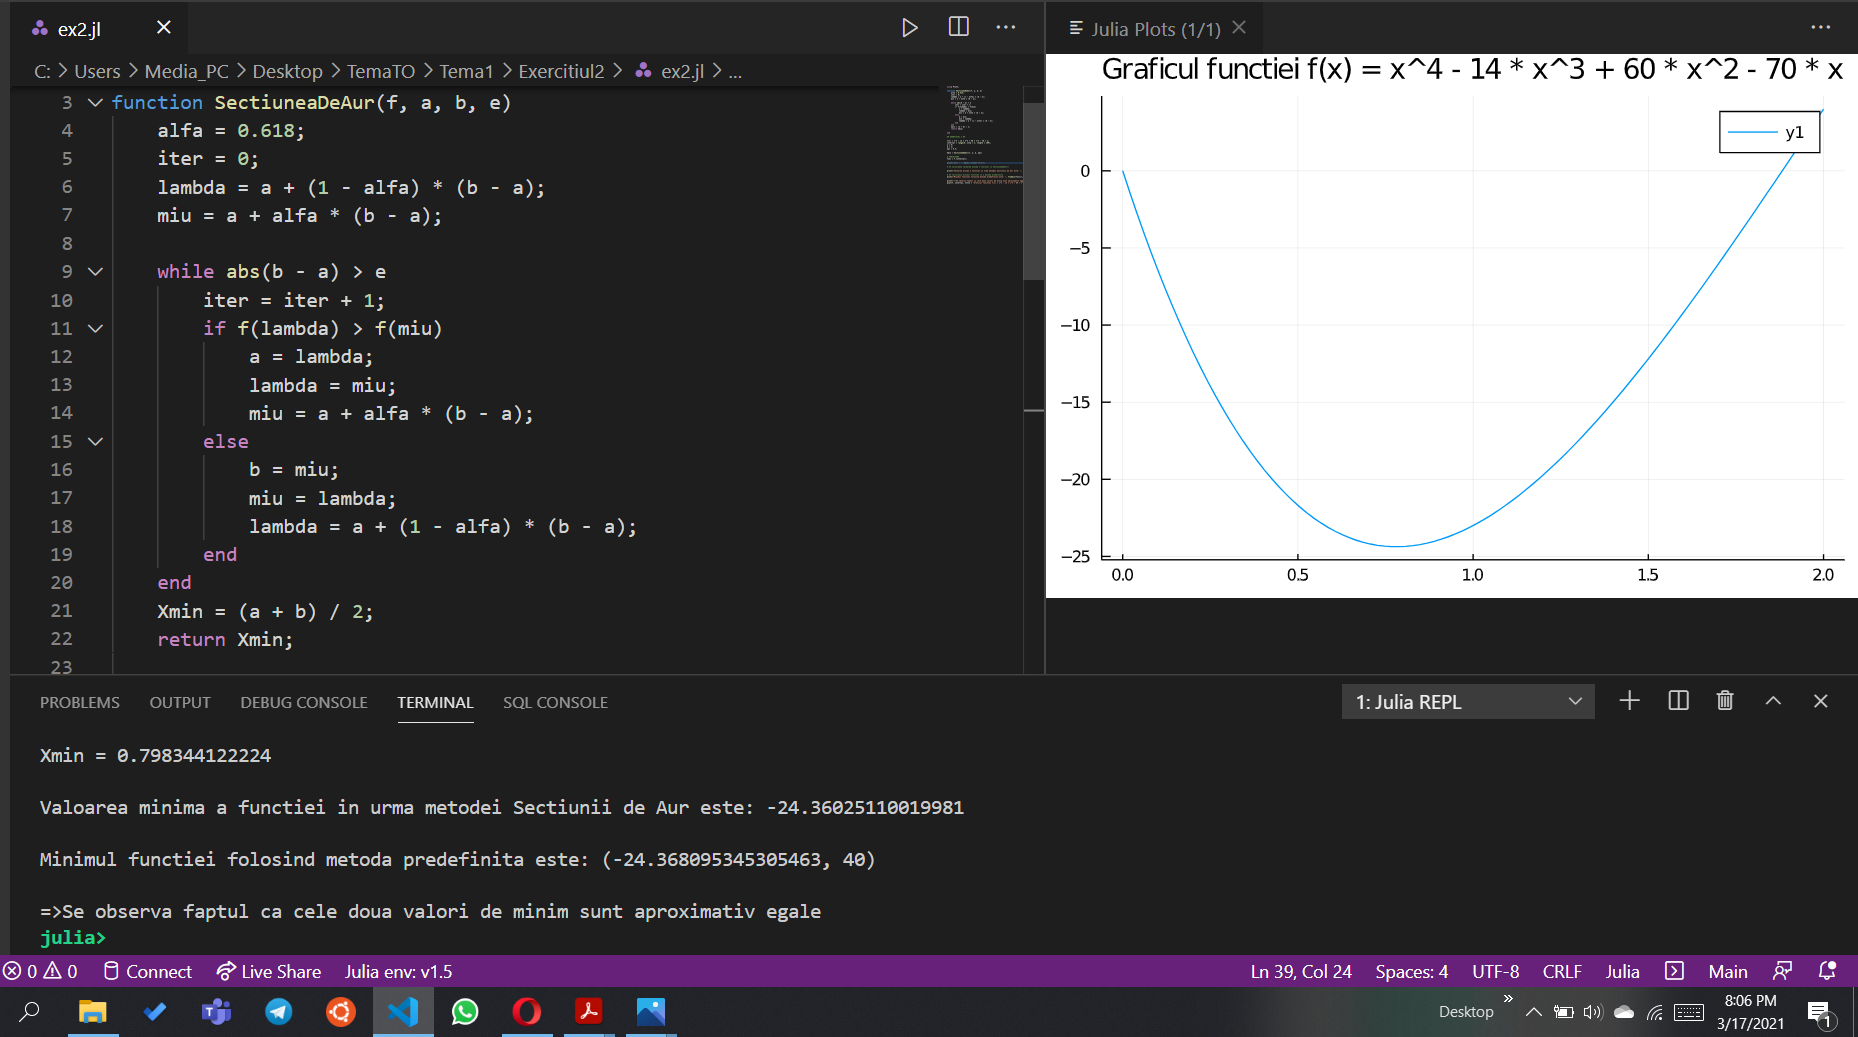 ex2.jl
C: > Users > Media_PC > Desktop > TemaTO > Tema1 > Exercitiul2 > ex2.jl > ...
3 function SectiuneaDeAur(f, a, b, e)
4 alfa = 0.618;
5 iter = 0;
6 lambda = a + (1 - alfa) * (b - a);
7 miu = a + alfa * (b - a);
8
9 while abs(b - a) > e
10 iter = iter + 1;
11 if f(lambda) > f(miu)
12 a = lambda;
13 lambda = miu;
14 miu = a + alfa * (b - a);
15 else
16 b = miu;
17 miu = lambda;
18 lambda = a + (1 - alfa) * (b - a);
19 end
20 end
21 Xmin = (a + b) / 2;
22 return Xmin;
23
Julia Plots (1/1)
Graficul functiei f(x) = x^4 - 14 * x^3 + 60 * x^2 - 70 * x
y1
0
−5
−10
−15
−20
−25
0.0 0.5 1.0 1.5 2.0
PROBLEMS OUTPUT DEBUG CONSOLE TERMINAL SQL CONSOLE
1: Julia REPL
Xmin = 0.798344122224
Valoarea minima a functiei in urma metodei Sectiunii de Aur este: -24.36025110019981
Minimul functiei folosind metoda predefinita este: (-24.368095345305463, 40)
=>Se observa faptul ca cele doua valori de minim sunt aproximativ egale
julia>
0 0 Connect Live Share Julia env: v1.5 Ln 39, Col 24 Spaces: 4 UTF-8 CRLF Julia Main
Desktop
8:06 PM
3/17/2021
1